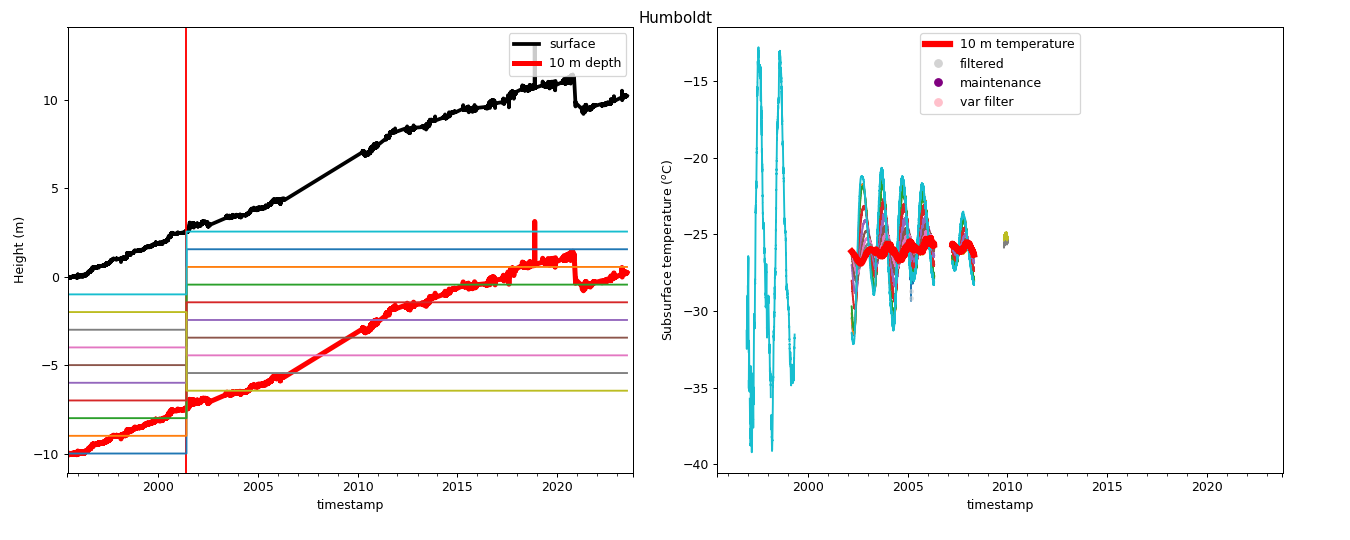 Humboldt
surface
10 m depth
10
5
0
−5
−10
Height (m)
2000
2005
2010
2015
2020
timestamp
10 m temperature
filtered
maintenance
var filter
−15
−20
−25
−30
−35
−40
Subsurface temperature (°C)
2000
2005
2010
2015
2020
timestamp